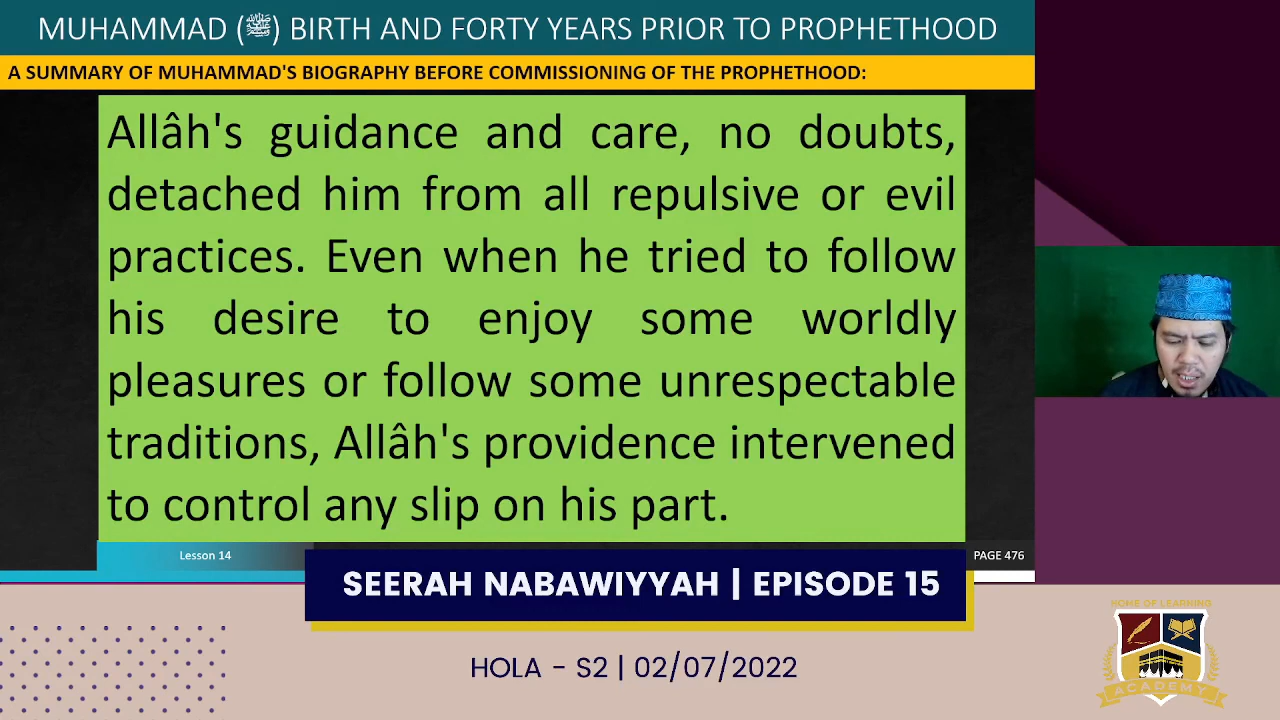 MUHAMMAD (ﷺ) BIRTH AND FORTY YEARS PRIOR TO PROPHETHOOD
A SUMMARY OF MUHAMMAD'S BIOGRAPHY BEFORE COMMISSIONING OF THE PROPHETHOOD:
Allâh's guidance and care, no doubts,
detached him from all repulsive or evil
practices. Even when he tried to follow
his desire to enjoy some worldly
pleasures or follow some unrespectable
traditions, Allâh's providence intervened
to control any slip on his part.
Lesson 14
PAGE 476
SEERAH NABAWIYYAH | EPISODE 15
HOLA - S2 | 02/07/2022
HOME OF LEARNING
ACADEMY